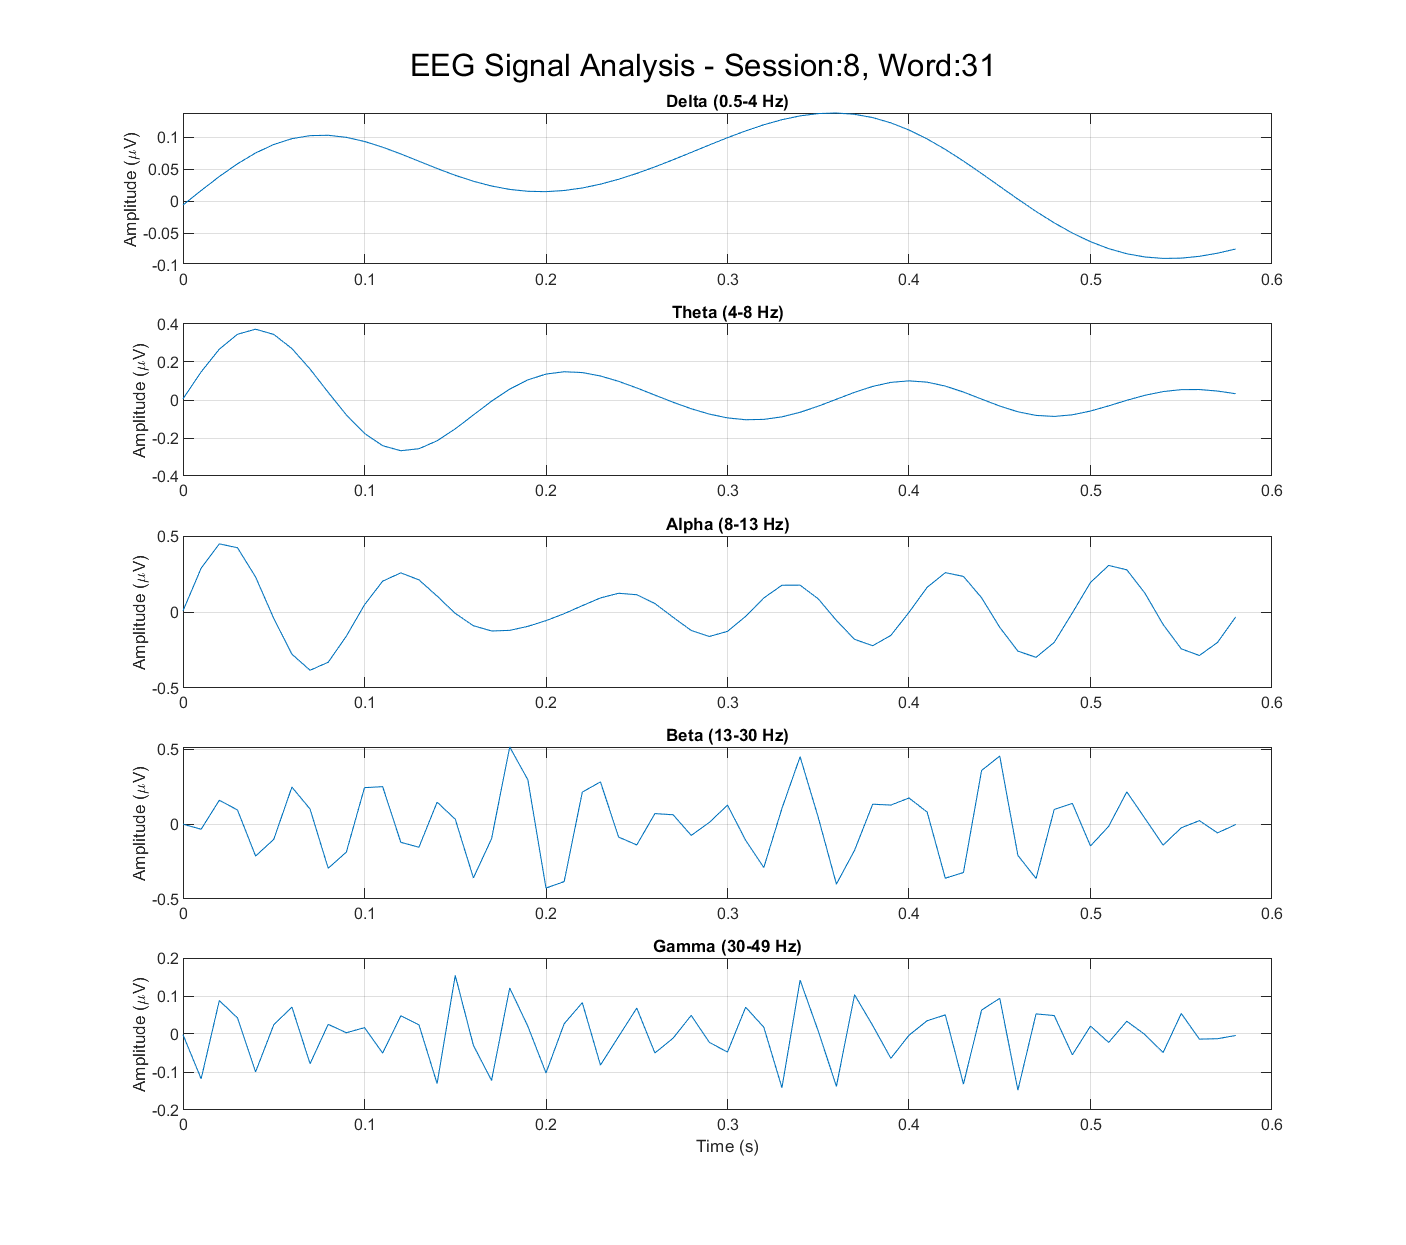 EEG Signal Analysis - Session:8, Word:31
Delta (0.5-4 Hz)
Amplitude (μV)
0.1
0.05
0
-0.05
-0.1
0 0.1 0.2 0.3 0.4 0.5 0.6
Theta (4-8 Hz)
Amplitude (μV)
0.4
0.2
0
-0.2
-0.4
0 0.1 0.2 0.3 0.4 0.5 0.6
Alpha (8-13 Hz)
Amplitude (μV)
0.5
0
-0.5
0 0.1 0.2 0.3 0.4 0.5 0.6
Beta (13-30 Hz)
Amplitude (μV)
0.5
0
-0.5
0 0.1 0.2 0.3 0.4 0.5 0.6
Gamma (30-49 Hz)
Amplitude (μV)
0.2
0.1
0
-0.1
-0.2
0 0.1 0.2 0.3 0.4 0.5 0.6
Time (s)